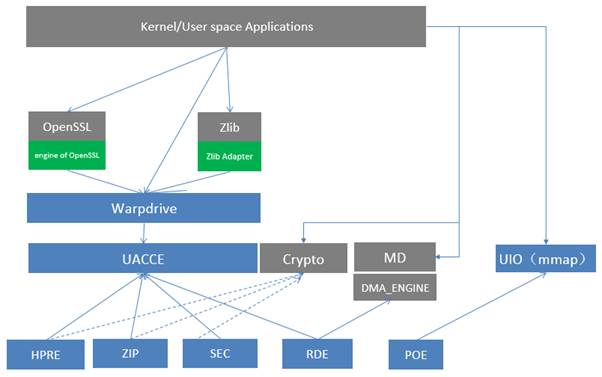 Kernel/User space Applications
OpenSSL
engine of OpenSSL
Zlib
Zlib Adapter
Warpdrive
UACCE
Crypto
MD
DMA_ENGINE
UIO（mmap）
HPRE
ZIP
SEC
RDE
POE